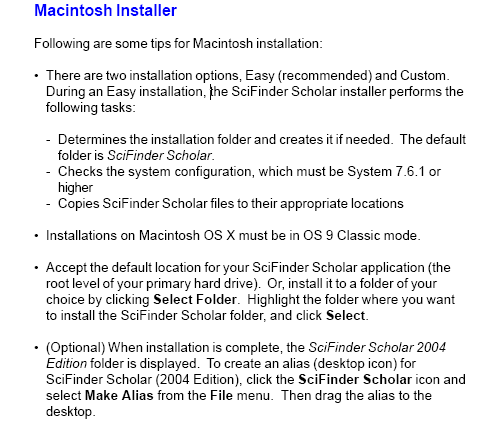 Macintosh Installer
Following are some tips for Macintosh installation:
• There are two installation options, Easy (recommended) and Custom.
During an Easy installation, the SciFinder Scholar installer performs the
following tasks:
- Determines the installation folder and creates it if needed.  The default
folder is SciFinder Scholar.
- Checks the system configuration, which must be System 7.6.1 or
higher
- Copies SciFinder Scholar files to their appropriate locations
• Installations on Macintosh OS X must be in OS 9 Classic mode.
• Accept the default location for your SciFinder Scholar application (the
root level of your primary hard drive).  Or, install it to a folder of your
choice by clicking Select Folder.  Highlight the folder where you want
to install the SciFinder Scholar folder, and click Select.
• (Optional) When installation is complete, the SciFinder Scholar 2004
Edition folder is displayed.  To create an alias (desktop icon) for
SciFinder Scholar (2004 Edition), click the SciFinder Scholar icon and
select Make Alias from the File menu.  Then drag the alias to the
desktop.